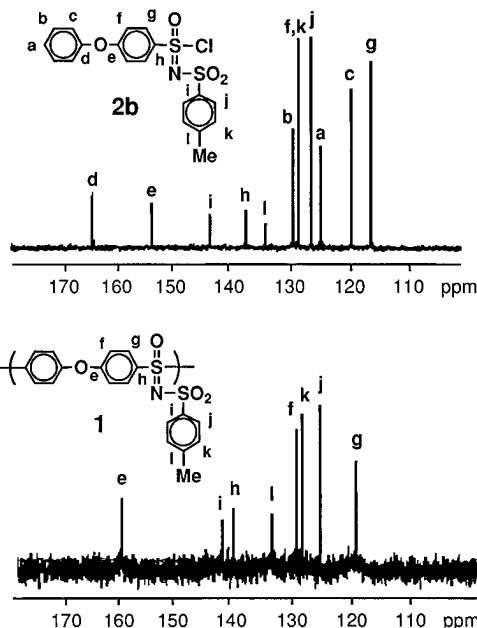 b c f g O
a O S Cl
d e h N SO₂
i j
2b
l k
Me
d e i h l b f,k j a c g
170 160 150 140 130 120 110 ppm
f g O
O S
e h
N SO₂
1
i j
l k
Me
e i h l f k j g
170 160 150 140 130 120 110 ppm